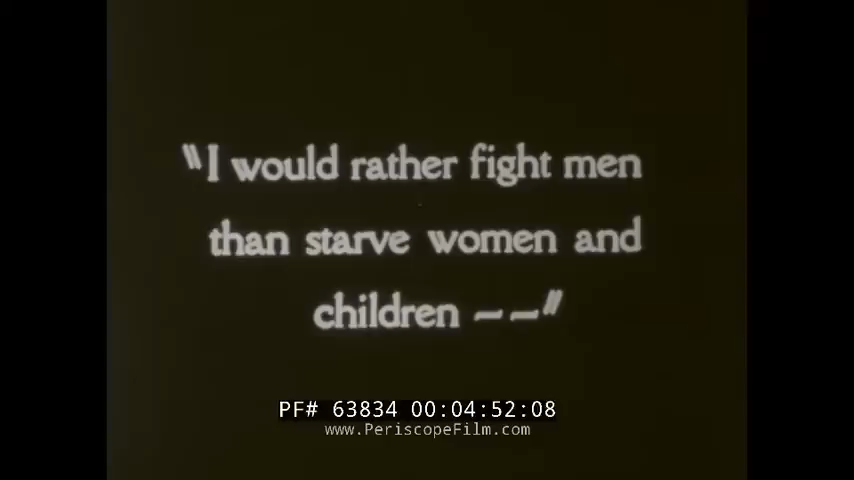 "I would rather fight men
than starve women and
children – –"
PF# 63834 00:04:52:08
www.PeriscopeFilm.com